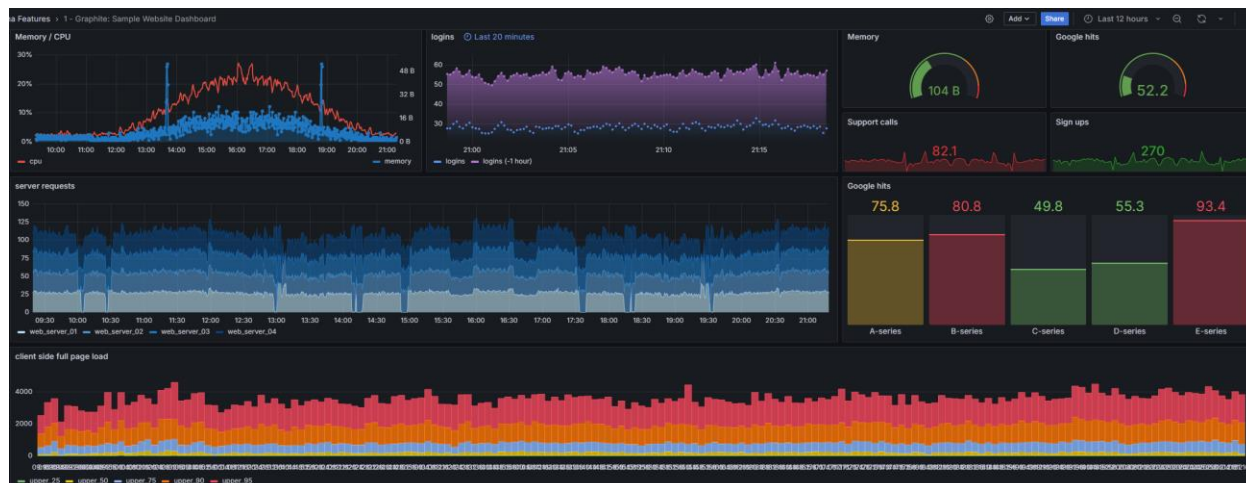 a Features › 1 - Graphite: Sample Website Dashboard
Add
Share
Last 12 hours
Memory / CPU
30%
20%
10%
0%
48 B
32 B
16 B
0 B
10:00 11:00 12:00 13:00 14:00 15:00 16:00 17:00 18:00 19:00 20:00 21:00
cpu
memory
logins Last 20 minutes
60
50
40
30
21:00 21:05 21:10 21:15
logins logins (-1 hour)
Memory
104 B
Google hits
52.2
Support calls
82.1
Sign ups
270
server requests
150
125
100
75
50
25
0
09:30 10:00 10:30 11:00 11:30 12:00 12:30 13:00 13:30 14:00 14:30 15:00 15:30 16:00 16:30 17:00 17:30 18:00 18:30 19:00 19:30 20:00 20:30 21:00
web_server_01 web_server_02 web_server_03 web_server_04
Google hits
75.8 80.8 49.8 55.3 93.4
A-series B-series C-series D-series E-series
client side full page load
4000
2000
0
upper_25 upper_50 upper_75 upper_90 upper_95